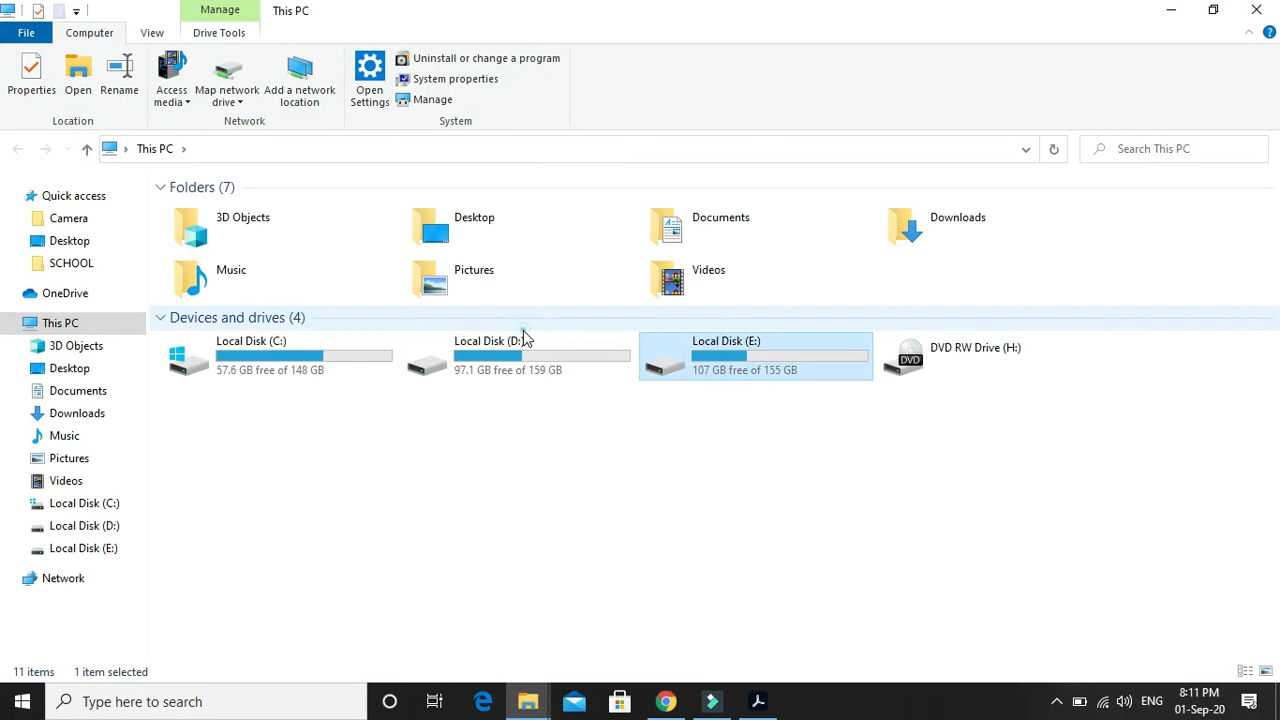 Manage
This PC
File
Computer
View
Drive Tools
Properties
Open
Rename
Access media
Map network drive
Add a network location
Open Settings
Uninstall or change a program
System properties
Manage
Location
Network
System
This PC
Search This PC
Quick access
Camera
Desktop
SCHOOL
OneDrive
This PC
3D Objects
Desktop
Documents
Downloads
Music
Pictures
Videos
Local Disk (C:)
Local Disk (D:)
Local Disk (E:)
Network
Folders (7)
3D Objects
Desktop
Documents
Downloads
Music
Pictures
Videos
Devices and drives (4)
Local Disk (C:)
57.6 GB free of 148 GB
Local Disk (D:)
97.1 GB free of 159 GB
Local Disk (E:)
107 GB free of 155 GB
DVD
DVD RW Drive (H:)
11 items
1 item selected
Type here to search
ENG
8:11 PM
01-Sep-20